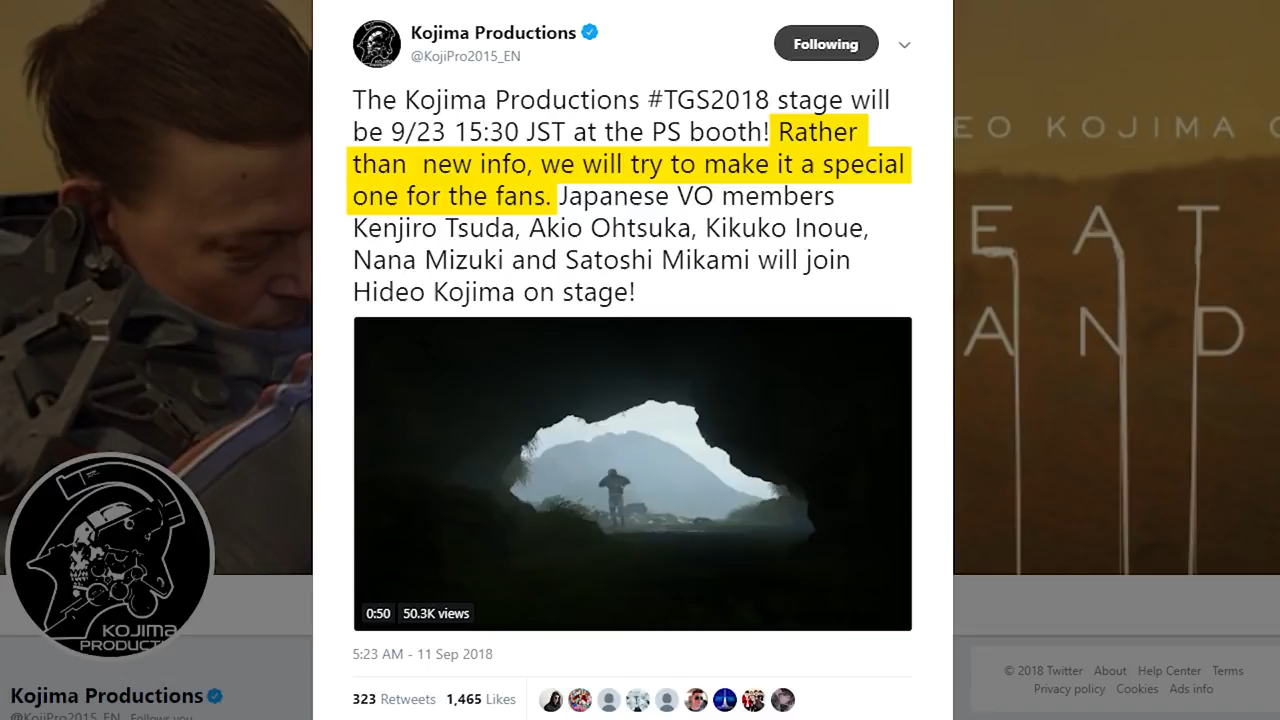 Kojima Productions
@KojiPro2015_EN
Following
The Kojima Productions #TGS2018 stage will
be 9/23 15:30 JST at the PS booth! Rather
than new info, we will try to make it a special
one for the fans. Japanese VO members
Kenjiro Tsuda, Akio Ohtsuka, Kikuko Inoue,
Nana Mizuki and Satoshi Mikami will join
Hideo Kojima on stage!
0:50 50.3K views
5:23 AM - 11 Sep 2018
323 Retweets 1,465 Likes
EO KOJIMA G
EAT
AND
KOJIMA
PRODUCTI
Kojima Productions
@KojiPro2015_EN Follows you
© 2018 Twitter About Help Center Terms
Privacy policy Cookies Ads info